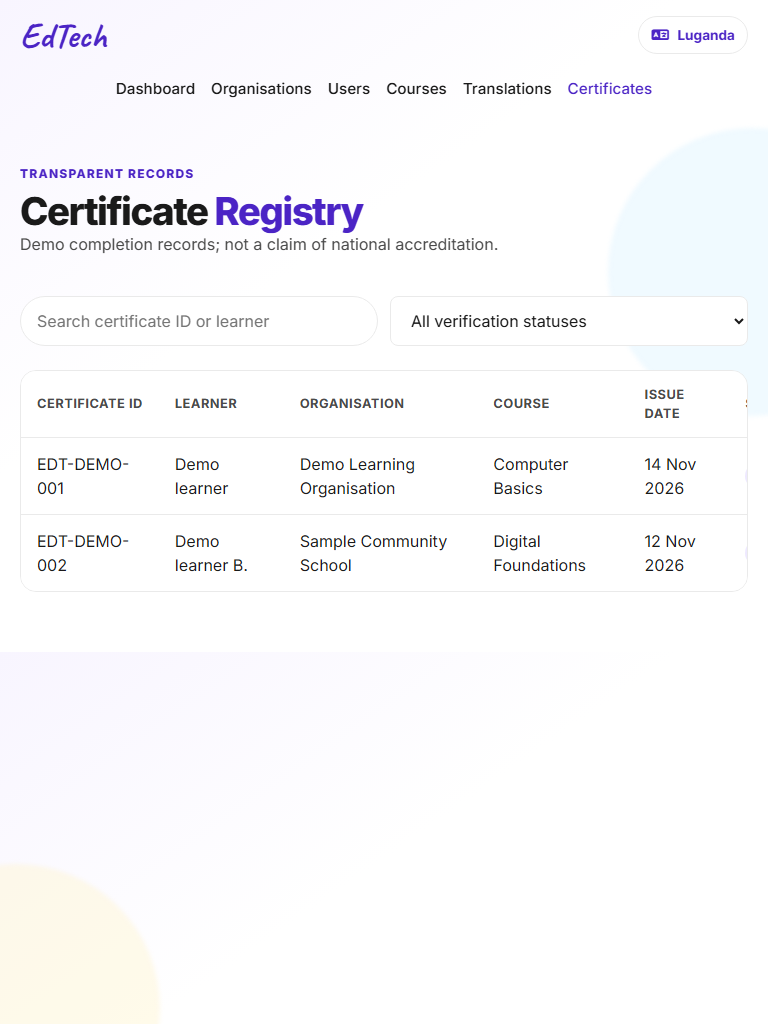 EdTech
Luganda
Dashboard Organisations Users Courses Translations Certificates
TRANSPARENT RECORDS
Certificate Registry
Demo completion records; not a claim of national accreditation.
Search certificate ID or learner
All verification statuses
CERTIFICATE ID LEARNER ORGANISATION COURSE ISSUE DATE
EDT-DEMO-001 Demo learner Demo Learning Organisation Computer Basics 14 Nov 2026
EDT-DEMO-002 Demo learner B. Sample Community School Digital Foundations 12 Nov 2026